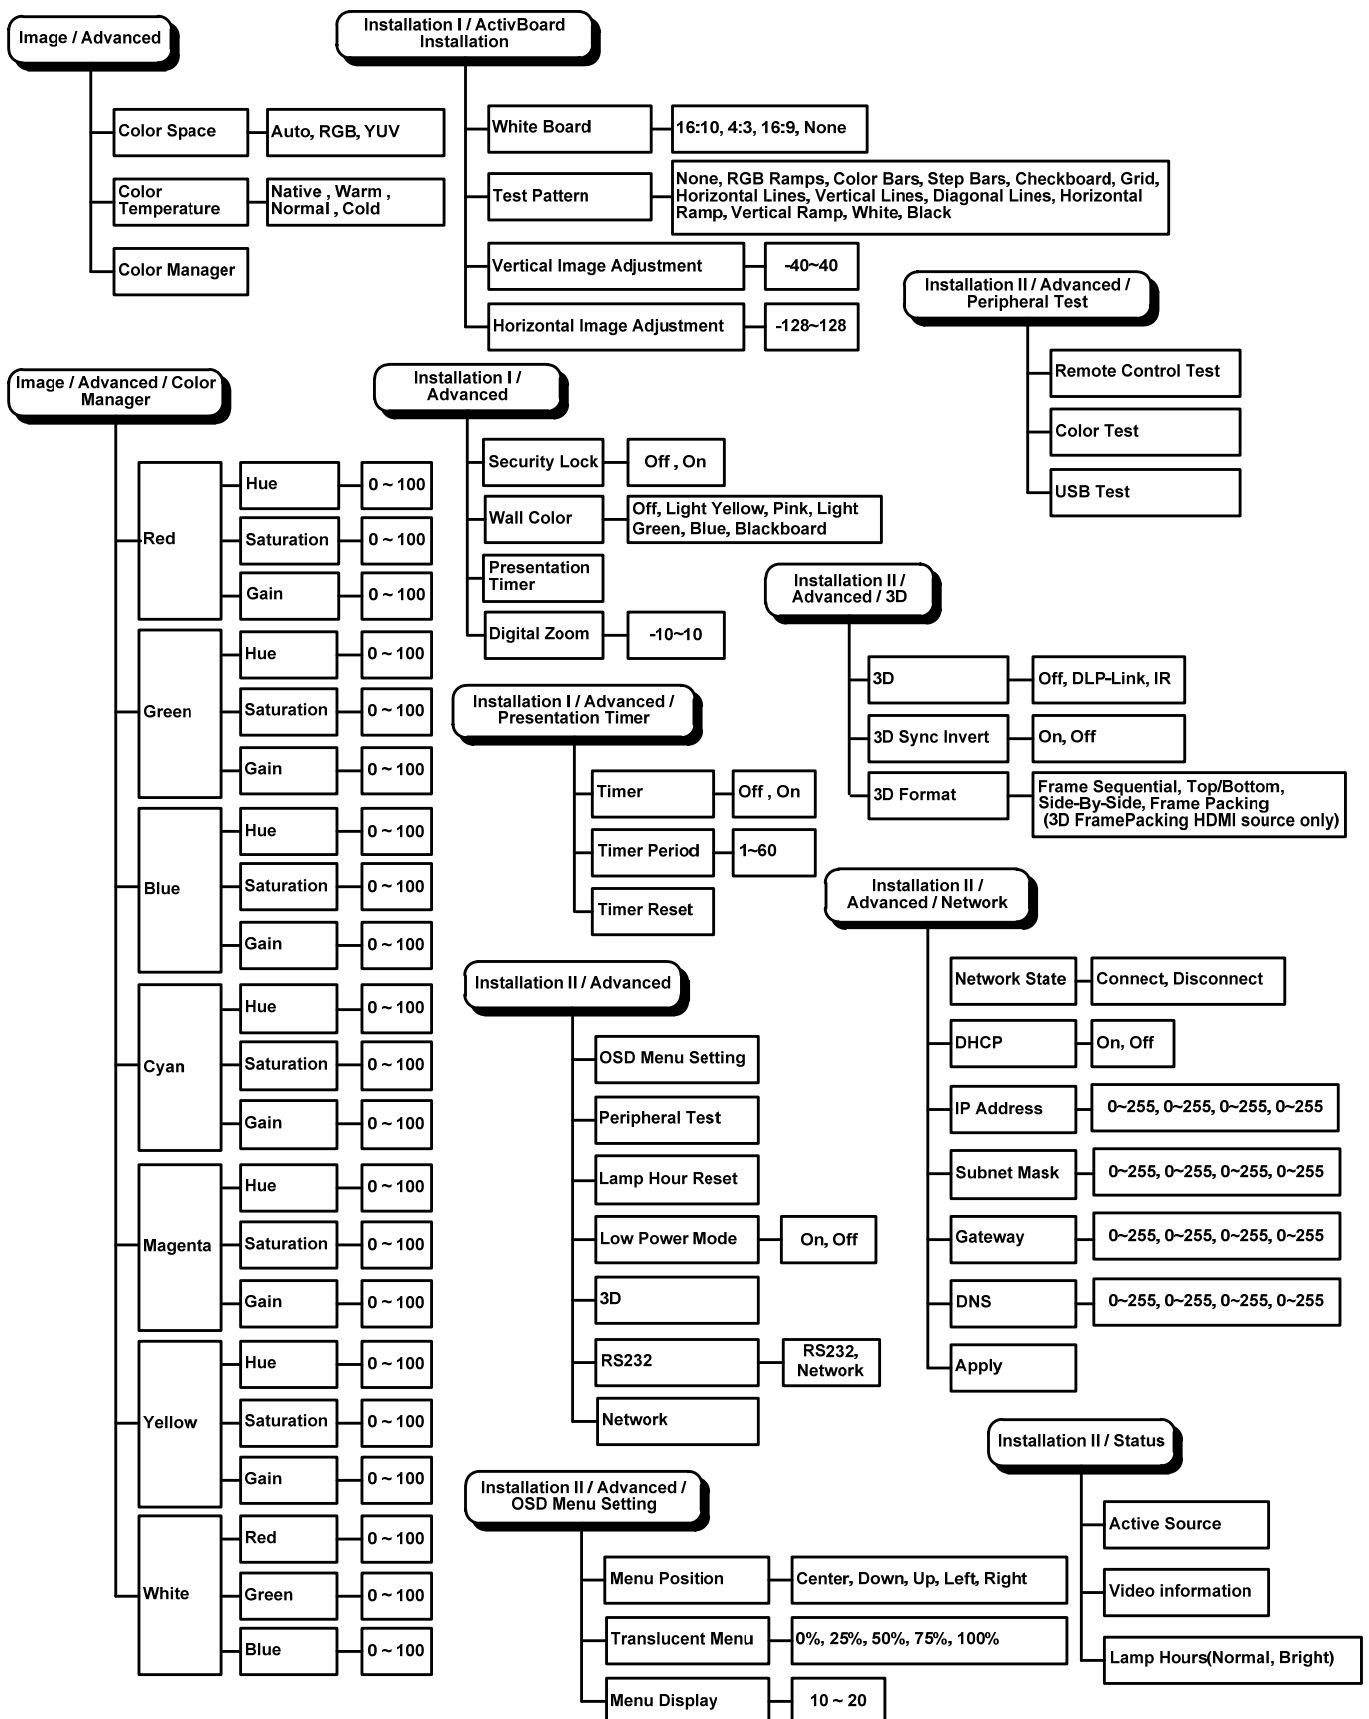 Image / Advanced
Color Space
Auto, RGB, YUV
Color
Temperature
Native , Warm ,
Normal , Cold
Color Manager
Installation I / ActivBoard
Installation
White Board
16:10, 4:3, 16:9, None
Test Pattern
None, RGB Ramps, Color Bars, Step Bars, Checkboard, Grid,
Horizontal Lines, Vertical Lines, Diagonal Lines, Horizontal
Ramp, Vertical Ramp, White, Black
Vertical Image Adjustment
-40~40
Horizontal Image Adjustment
-128~128
Installation II / Advanced /
Peripheral Test
Remote Control Test
Color Test
USB Test
Image / Advanced / Color
Manager
Red
Hue
0 ~ 100
Saturation
0 ~ 100
Gain
0 ~ 100
Green
Hue
0 ~ 100
Saturation
0 ~ 100
Gain
0 ~ 100
Blue
Hue
0 ~ 100
Saturation
0 ~ 100
Gain
0 ~ 100
Cyan
Hue
0 ~ 100
Saturation
0 ~ 100
Gain
0 ~ 100
Magenta
Hue
0 ~ 100
Saturation
0 ~ 100
Gain
0 ~ 100
Yellow
Hue
0 ~ 100
Saturation
0 ~ 100
Gain
0 ~ 100
White
Red
0 ~ 100
Green
0 ~ 100
Blue
0 ~ 100
Installation I /
Advanced
Security Lock
Off , On
Wall Color
Off, Light Yellow, Pink, Light
Green, Blue, Blackboard
Presentation
Timer
Digital Zoom
-10~10
Installation I / Advanced /
Presentation Timer
Timer
Off , On
Timer Period
1~60
Timer Reset
Installation II / Advanced
OSD Menu Setting
Peripheral Test
Lamp Hour Reset
Low Power Mode
On, Off
3D
RS232
RS232,
Network
Network
Installation II / Advanced /
OSD Menu Setting
Menu Position
Center, Down, Up, Left, Right
Translucent Menu
0%, 25%, 50%, 75%, 100%
Menu Display
10 ~ 20
Installation II /
Advanced / 3D
3D
Off, DLP-Link, IR
3D Sync Invert
On, Off
3D Format
Frame Sequential, Top/Bottom,
Side-By-Side, Frame Packing
(3D FramePacking HDMI source only)
Installation II /
Advanced / Network
Network State
Connect, Disconnect
DHCP
On, Off
IP Address
0~255, 0~255, 0~255, 0~255
Subnet Mask
0~255, 0~255, 0~255, 0~255
Gateway
0~255, 0~255, 0~255, 0~255
DNS
0~255, 0~255, 0~255, 0~255
Apply
Installation II / Status
Active Source
Video information
Lamp Hours(Normal, Bright)